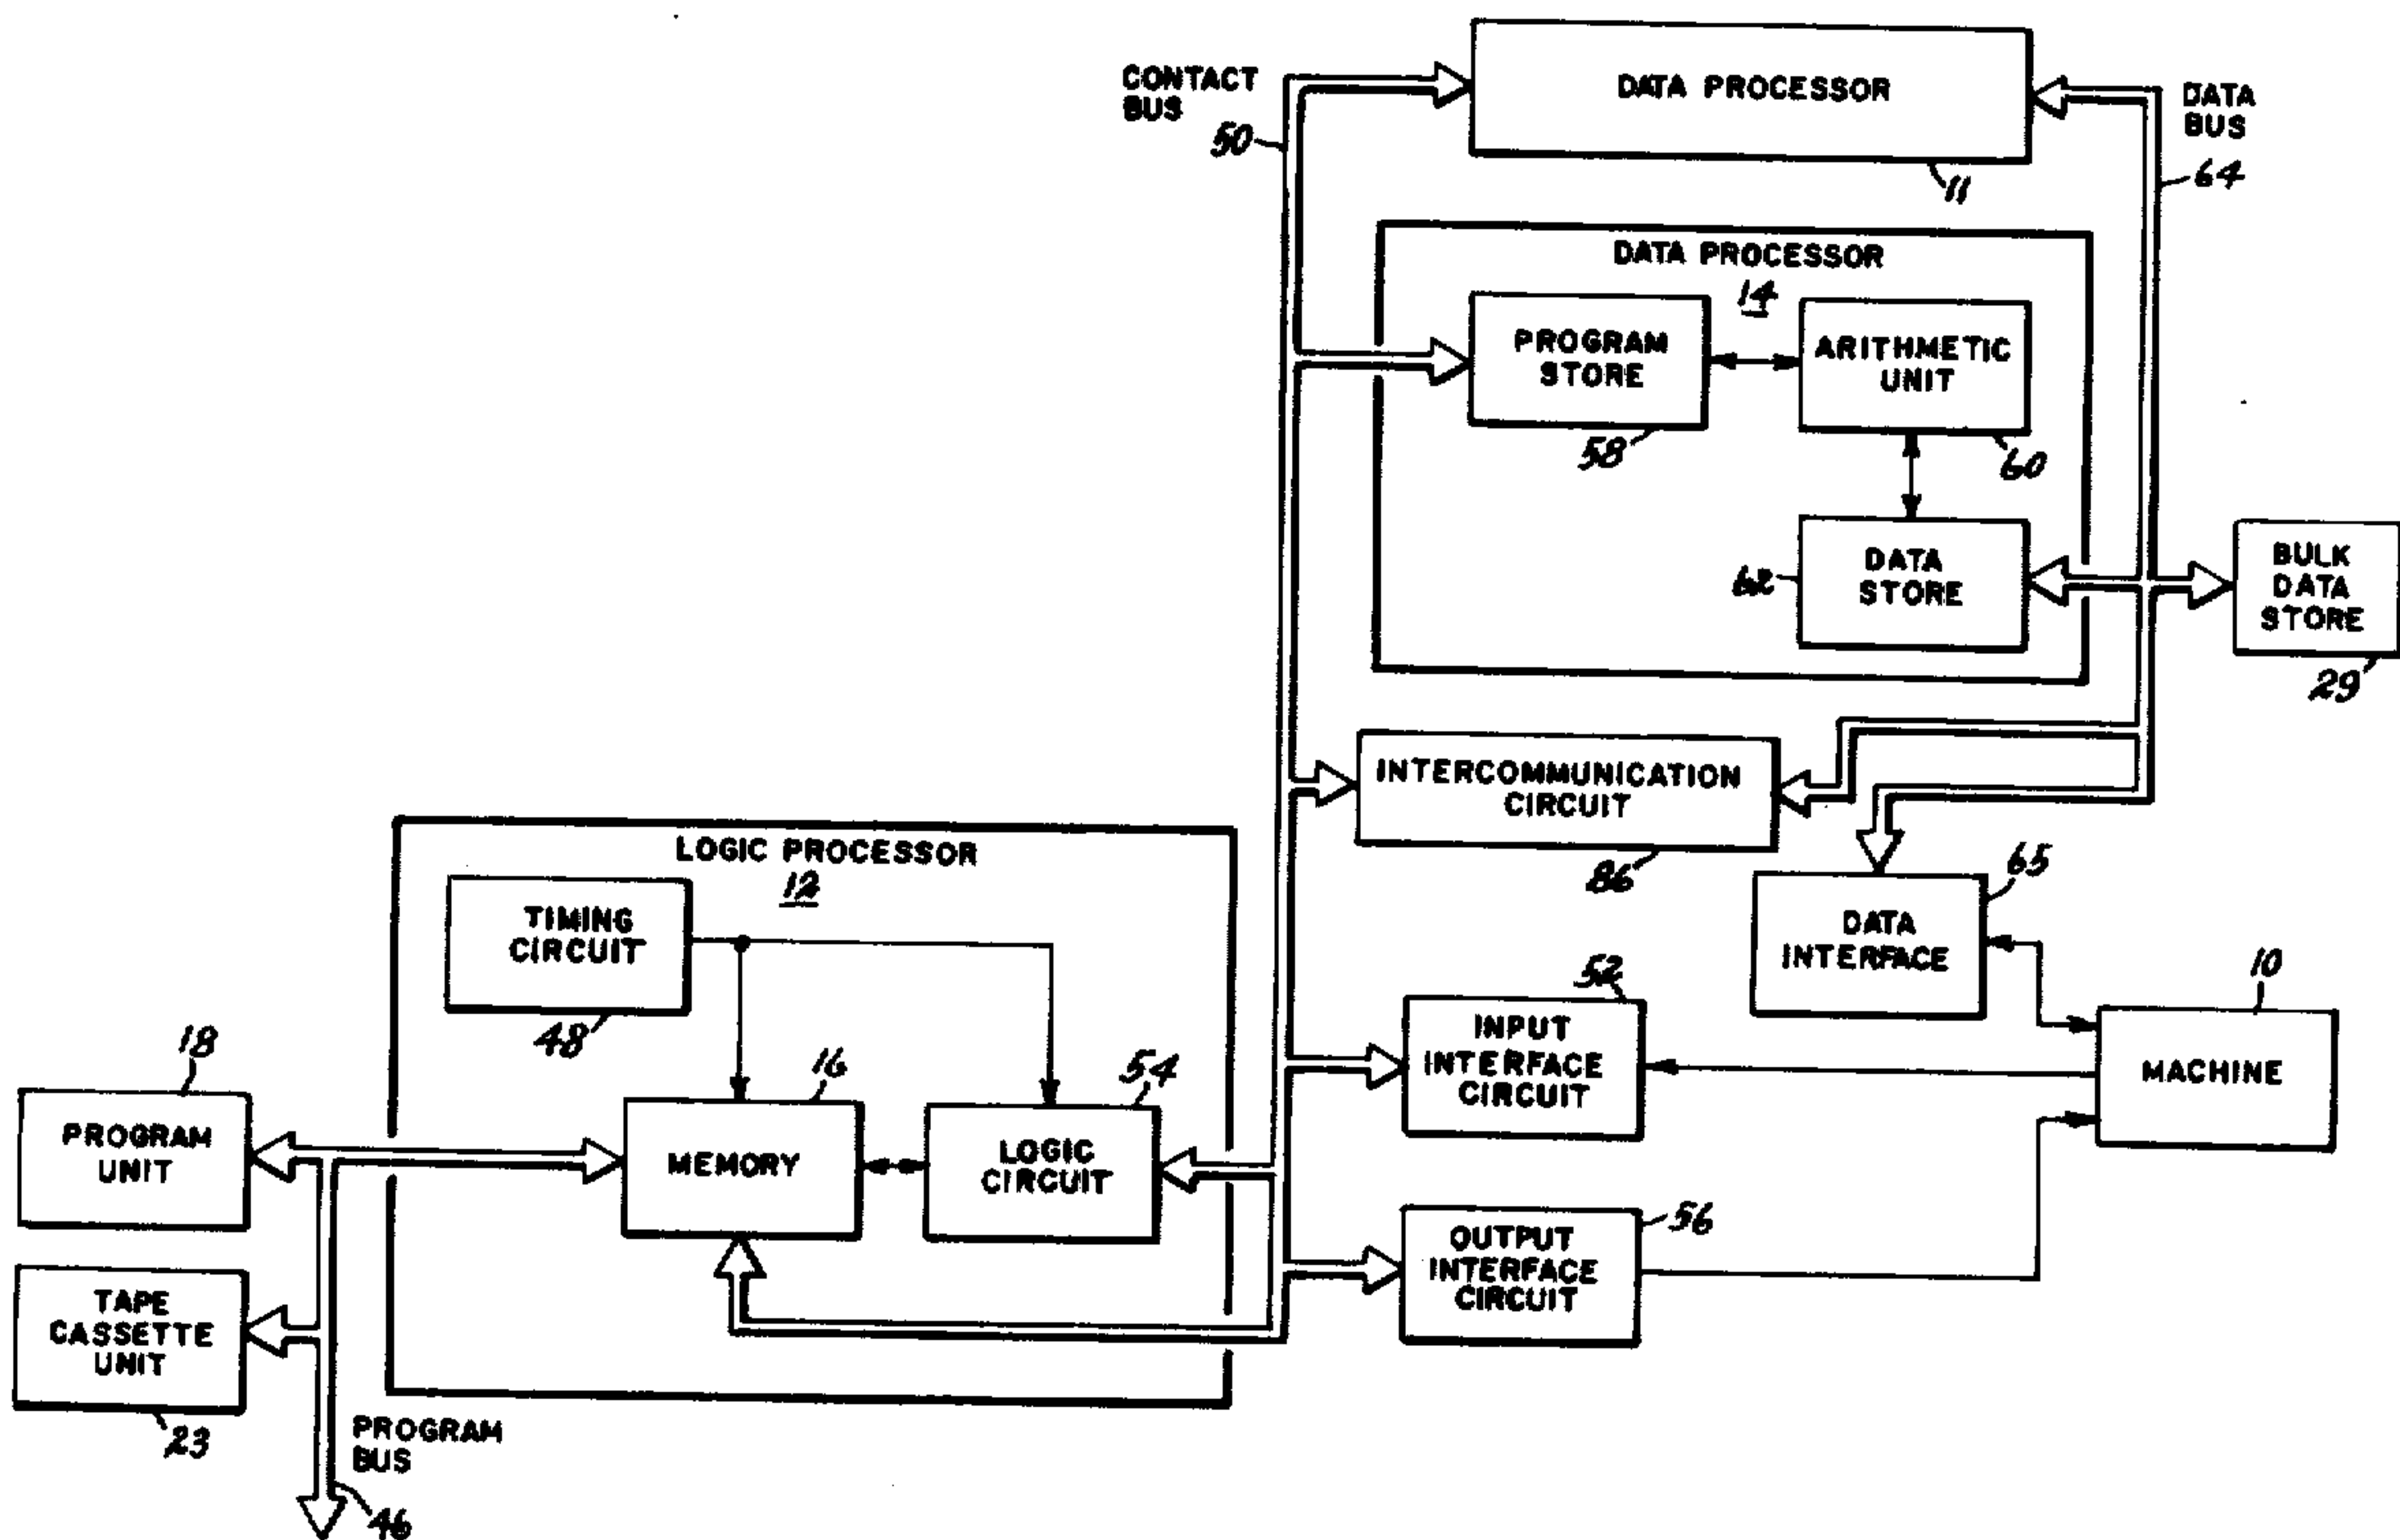 CONTACT
BUS
50
DATA PROCESSOR
11
DATA
BUS
64
DATA PROCESSOR
14
PROGRAM
STORE
58
ARITHMETIC
UNIT
60
DATA
STORE
62
BULK
DATA
STORE
29
INTERCOMMUNICATION
CIRCUIT
86
LOGIC PROCESSOR
12
TIMING
CIRCUIT
48
DATA
INTERFACE
65
INPUT
INTERFACE
CIRCUIT
52
MACHINE
10
PROGRAM
UNIT
18
MEMORY
16
LOGIC
CIRCUIT
54
OUTPUT
INTERFACE
CIRCUIT
56
TAPE
CASSETTE
UNIT
23
PROGRAM
BUS
46